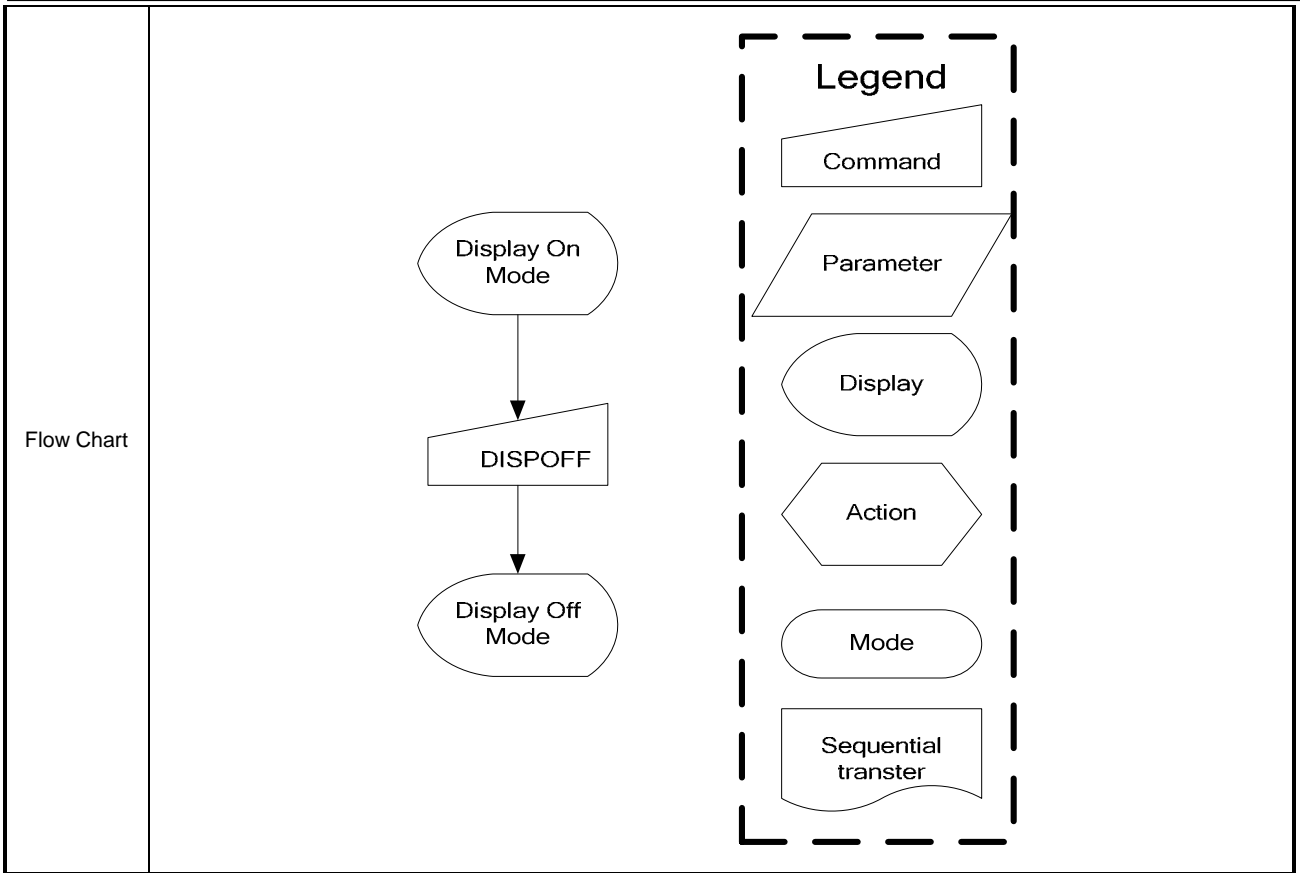 Flow Chart
Display On
Mode
DISPOFF
Display Off
Mode
Legend
Command
Parameter
Display
Action
Mode
Sequential
transter